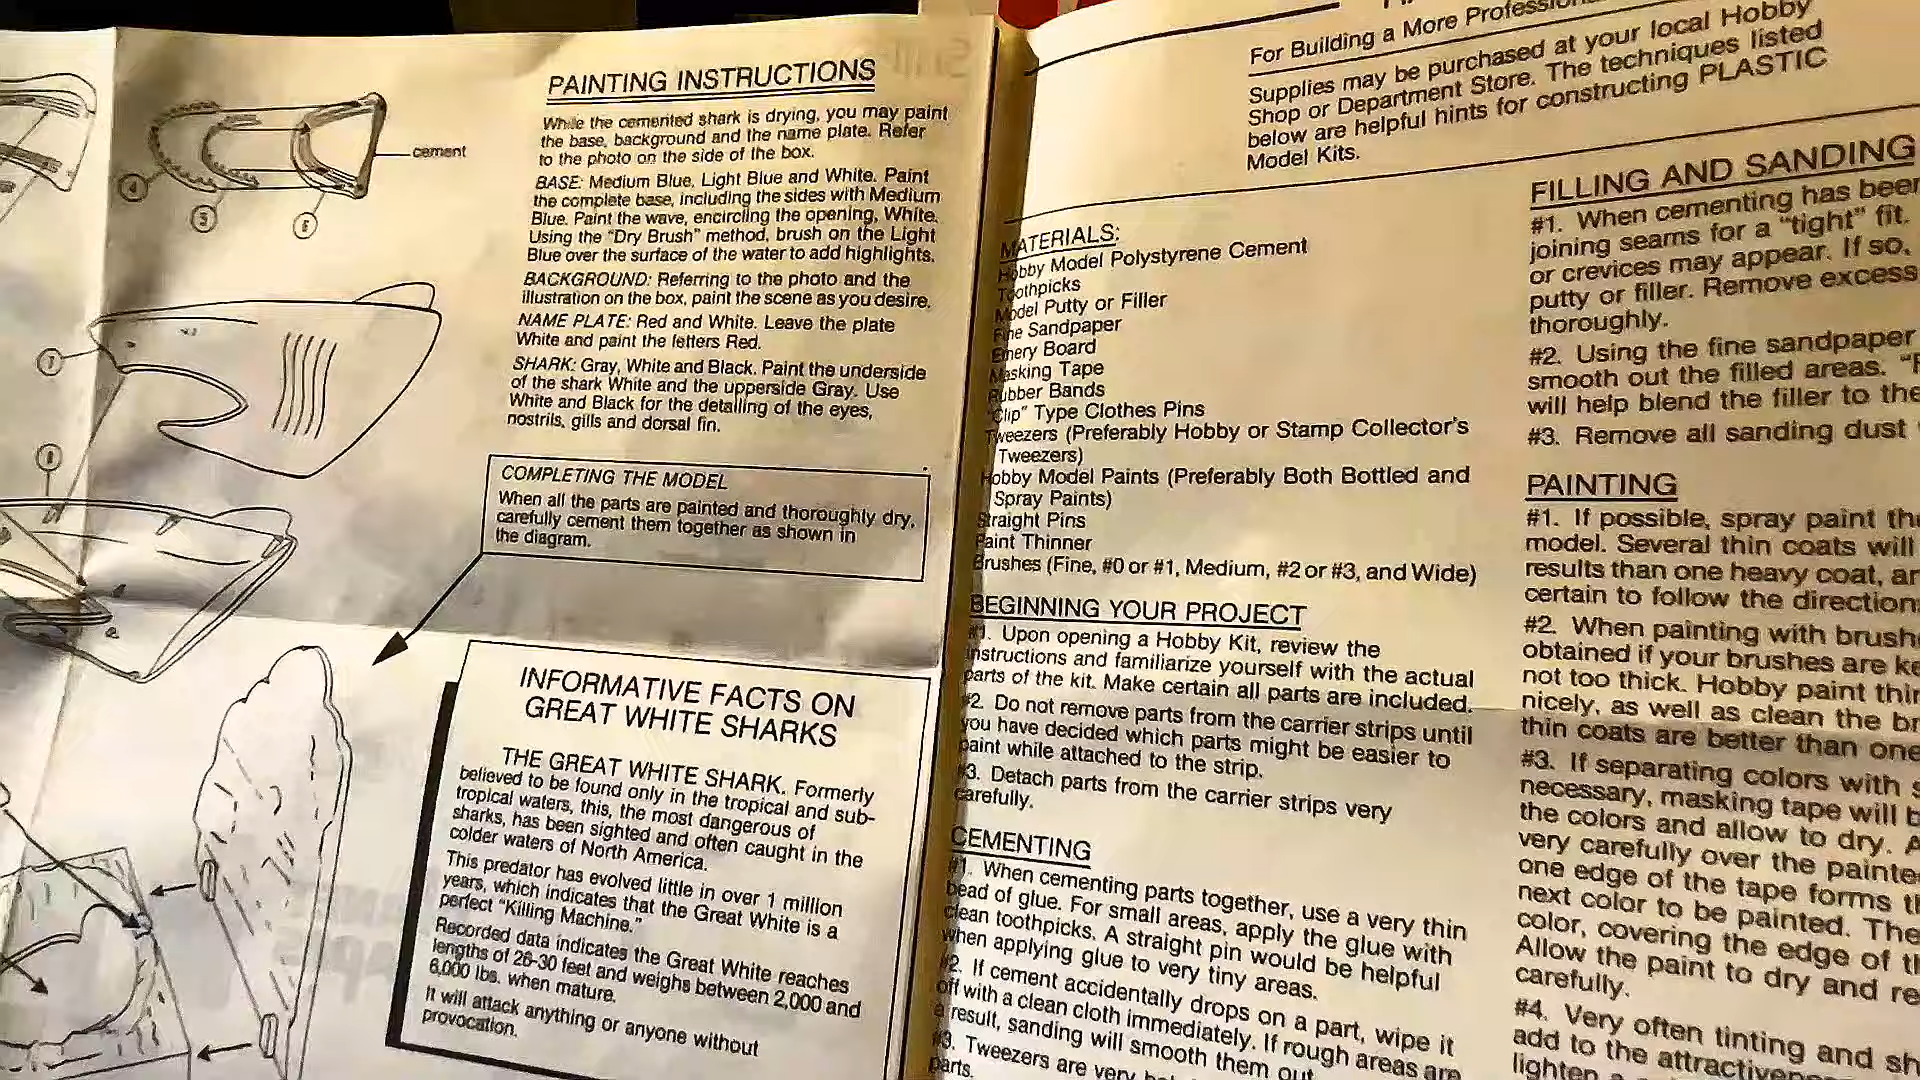 cement
4
5
6
7
8
PAINTING INSTRUCTIONS
While the cemented shark is drying, you may paint
the base, background and the name plate. Refer
to the photo on the side of the box.
BASE: Medium Blue, Light Blue and White. Paint
the complete base, including the sides with Medium
Blue. Paint the wave, encircling the opening, White.
Using the "Dry Brush" method, brush on the Light
Blue over the surface of the water to add highlights.
BACKGROUND: Referring to the photo and the
illustration on the box, paint the scene as you desire.
NAME PLATE: Red and White. Leave the plate
White and paint the letters Red.
SHARK: Gray, White and Black. Paint the underside
of the shark White and the upperside Gray. Use
White and Black for the detailing of the eyes,
nostrils, gills and dorsal fin.
COMPLETING THE MODEL
When all the parts are painted and thoroughly dry,
carefully cement them together as shown in
the diagram.
INFORMATIVE FACTS ON
GREAT WHITE SHARKS
THE GREAT WHITE SHARK. Formerly
believed to be found only in the tropical and sub-
tropical waters, this, the most dangerous of
sharks, has been sighted and often caught in the
colder waters of North America.
This predator has evolved little in over 1 million
years, which indicates that the Great White is a
perfect "Killing Machine."
Recorded data indicates the Great White reaches
lengths of 26-30 feet and weighs between 2,000 and
6,000 lbs. when mature.
It will attack anything or anyone without
provocation.
For Building a More
Supplies may be purchased at your local Hobby
Shop or Department Store. The techniques listed
below are helpful hints for constructing PLASTIC
Model Kits.
MATERIALS:
Hobby Model Polystyrene Cement
Toothpicks
Model Putty or Filler
Fine Sandpaper
Emery Board
Masking Tape
Rubber Bands
"Clip" Type Clothes Pins
Tweezers (Preferably Hobby or Stamp Collector's
Tweezers)
Hobby Model Paints (Preferably Both Bottled and
Spray Paints)
Straight Pins
Paint Thinner
Brushes (Fine, #0 or #1, Medium, #2 or #3, and Wide)
BEGINNING YOUR PROJECT
#1. Upon opening a Hobby Kit, review the
instructions and familiarize yourself with the actual
parts of the kit. Make certain all parts are included.
#2. Do not remove parts from the carrier strips until
you have decided which parts might be easier to
paint while attached to the strip.
#3. Detach parts from the carrier strips very
carefully.
CEMENTING
#1. When cementing parts together, use a very thin
bead of glue. For small areas, apply the glue with
clean toothpicks. A straight pin would be helpful
when applying glue to very tiny areas.
#2. If cement accidentally drops on a part, wipe it
off with a clean cloth immediately. If rough areas are
a result, sanding will smooth them out.
#3. Tweezers are very
parts.
FILLING AND SANDING
#1. When cementing has been
joining seams for a "tight" fit.
or crevices may appear. If so,
putty or filler. Remove excess
thoroughly.
#2. Using the fine sandpaper
smooth out the filled areas.
will help blend the filler to the
#3. Remove all sanding dust
PAINTING
#1. If possible, spray paint the
model. Several thin coats will
results than one heavy coat,
certain to follow the
#2. When painting with
obtained if your brushes are
not too thick. Hobby paint
nicely, as well as clean the
thin coats are better than one
#3. If separating colors with
necessary, masking tape will
the colors and allow to dry.
very carefully over the
one edge of the tape forms
next color to be painted.
color, covering the edge of
Allow the paint to dry and
carefully.
#4. Very often tinting and
add to the
lighten a